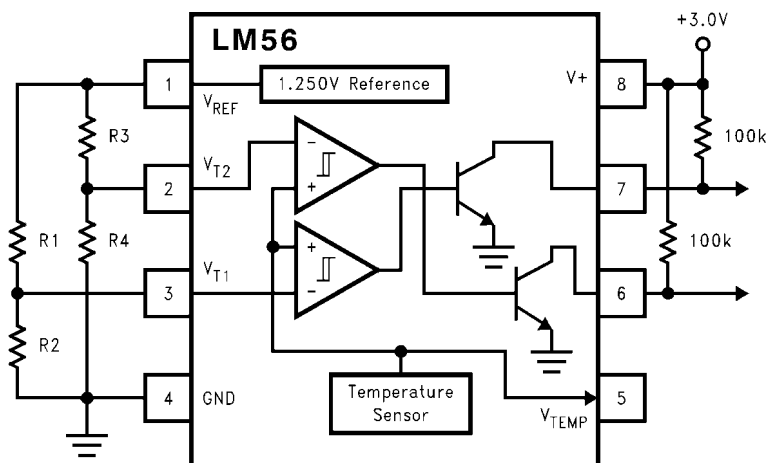 LM56
+3.0V
1
V_REF
1.250V Reference
V+
8
R3
100k
2
V_T2
−
+
7
R1
R4
3
V_T1
+
−
100k
6
R2
4
GND
Temperature
Sensor
V_TEMP
5